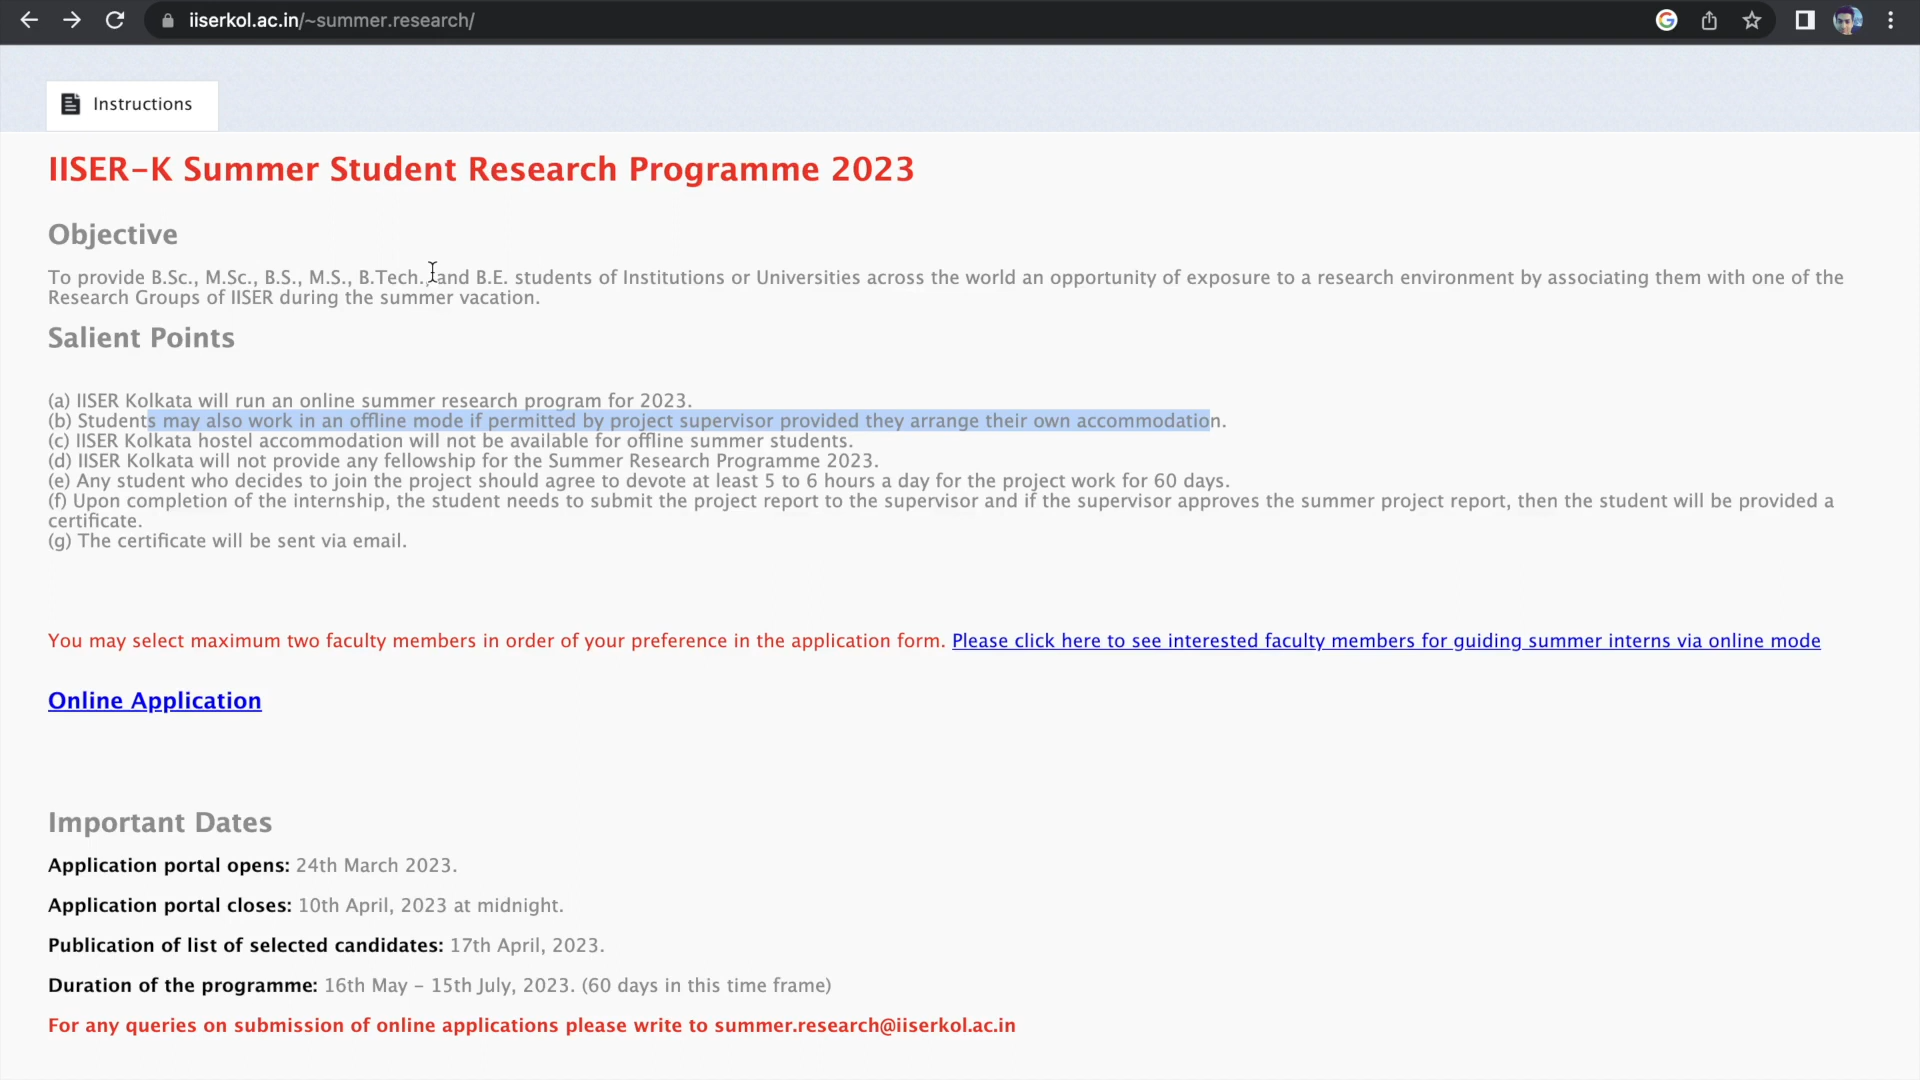 iiserkol.ac.in/~summer.research/
Instructions
IISER-K Summer Student Research Programme 2023
Objective
To provide B.Sc., M.Sc., B.S., M.S., B.Tech., and B.E. students of Institutions or Universities across the world an opportunity of exposure to a research environment by associating them with one of the
Research Groups of IISER during the summer vacation.
Salient Points
(a) IISER Kolkata will run an online summer research program for 2023.
(b) Students may also work in an offline mode if permitted by project supervisor provided they arrange their own accommodation.
(c) IISER Kolkata hostel accommodation will not be available for offline summer students.
(d) IISER Kolkata will not provide any fellowship for the Summer Research Programme 2023.
(e) Any student who decides to join the project should agree to devote at least 5 to 6 hours a day for the project work for 60 days.
(f) Upon completion of the internship, the student needs to submit the project report to the supervisor and if the supervisor approves the summer project report, then the student will be provided a
certificate.
(g) The certificate will be sent via email.
You may select maximum two faculty members in order of your preference in the application form. Please click here to see interested faculty members for guiding summer interns via online mode
Online Application
Important Dates
Application portal opens: 24th March 2023.
Application portal closes: 10th April, 2023 at midnight.
Publication of list of selected candidates: 17th April, 2023.
Duration of the programme: 16th May - 15th July, 2023. (60 days in this time frame)
For any queries on submission of online applications please write to summer.research@iiserkol.ac.in